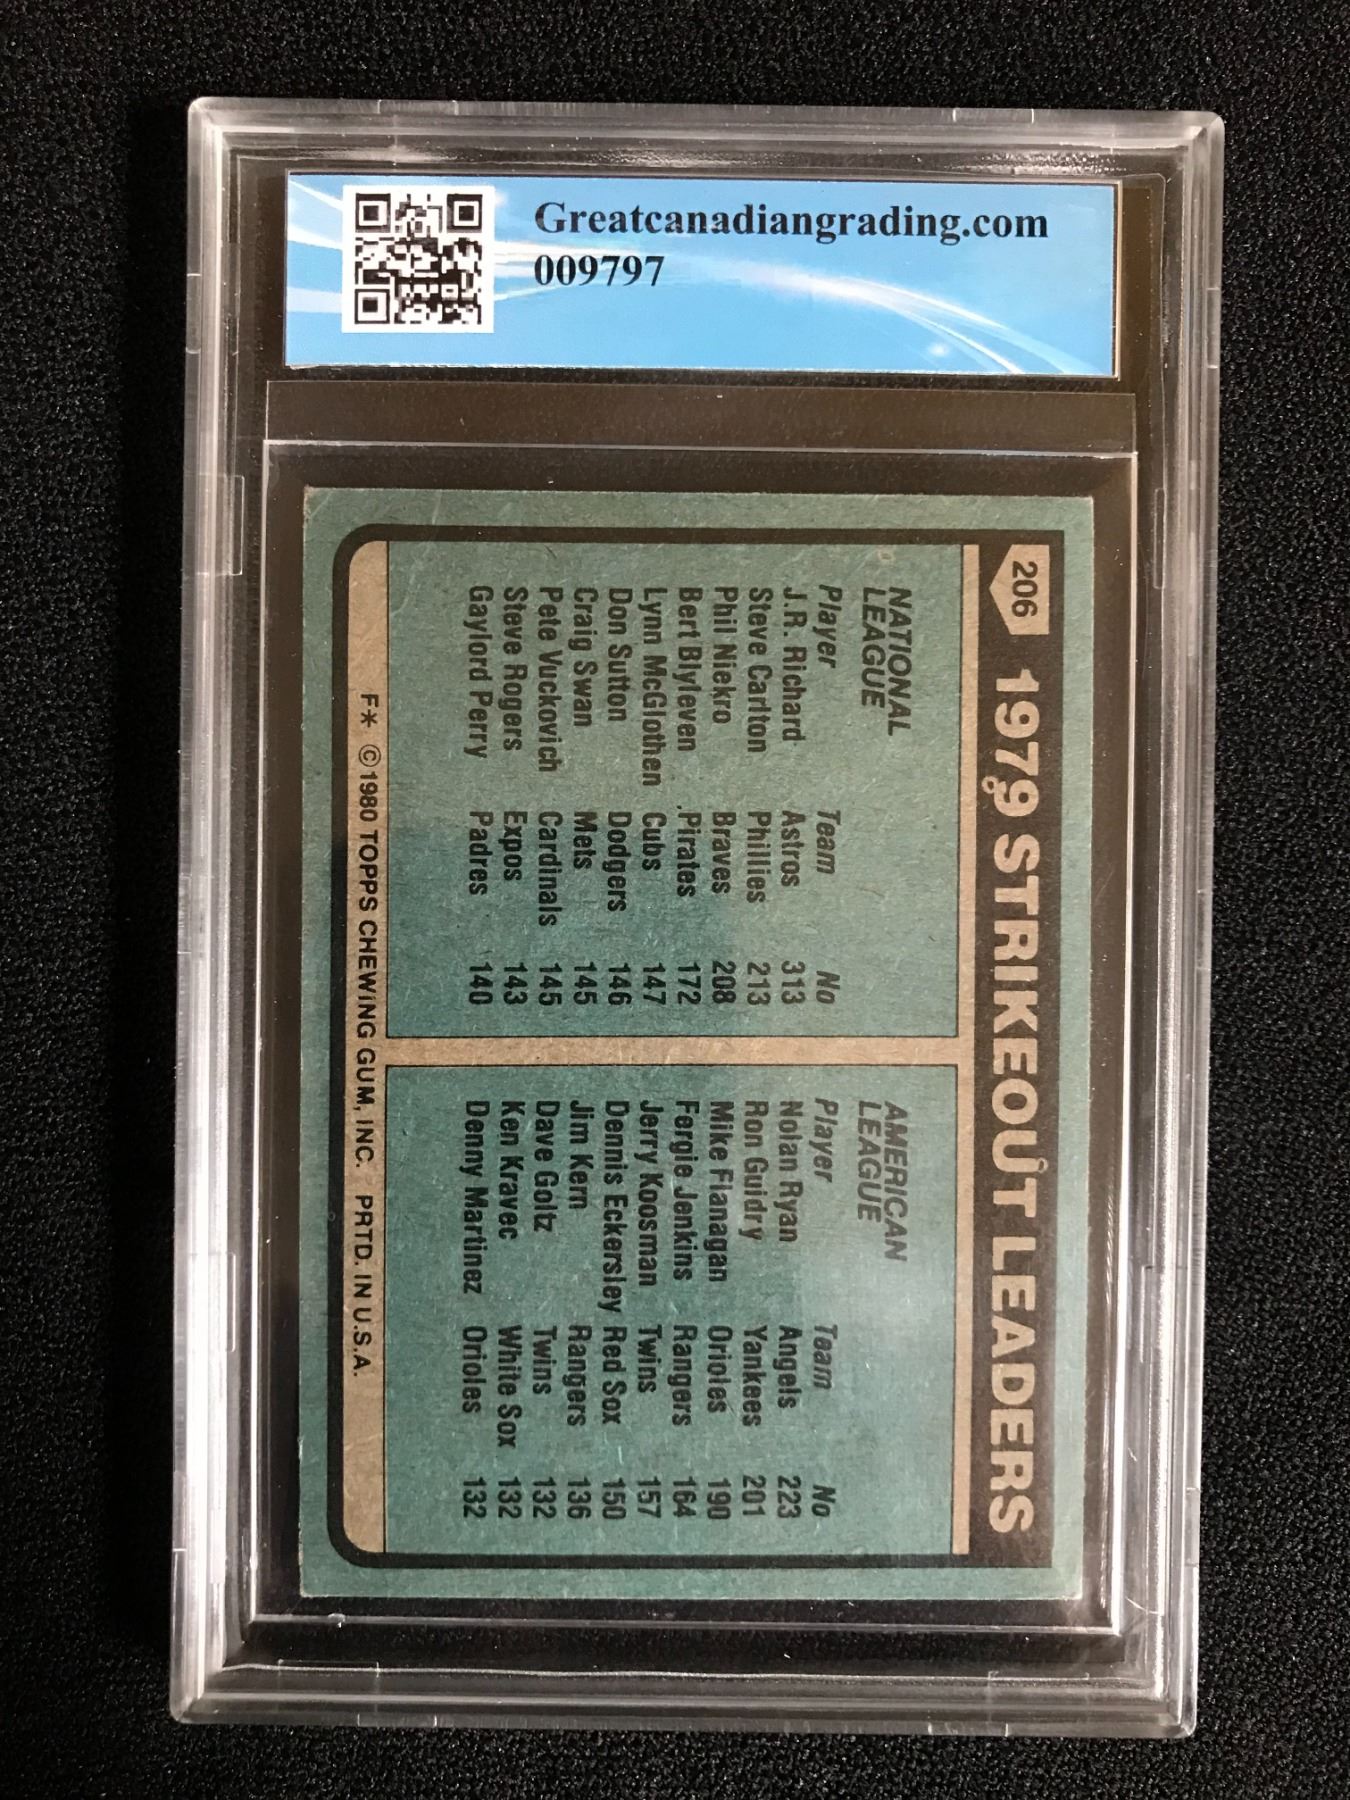 Greatcanadiangrading.com
009797
206 1979 STRIKEOUT LEADERS
NATIONAL
LEAGUE
Player Team No
J.R. Richard Astros 313
Steve Carlton Phillies 213
Phil Niekro Braves 208
Bert Blyleven Pirates 172
Lynn McGlothen Cubs 147
Don Sutton Dodgers 146
Craig Swan Mets 145
Pete Vuckovich Cardinals 145
Steve Rogers Expos 143
Gaylord Perry Padres 140
AMERICAN
LEAGUE
Player Team No
Nolan Ryan Angels 223
Ron Guidry Yankees 201
Mike Flanagan Orioles 190
Fergie Jenkins Rangers 164
Jerry Koosman Twins 157
Dennis Eckersley Red Sox 150
Jim Kern Rangers 136
Dave Goltz Twins 132
Ken Kravec White Sox 132
Denny Martinez Orioles 132
F* © 1980 TOPPS CHEWING GUM, INC. PRTD. IN U.S.A.